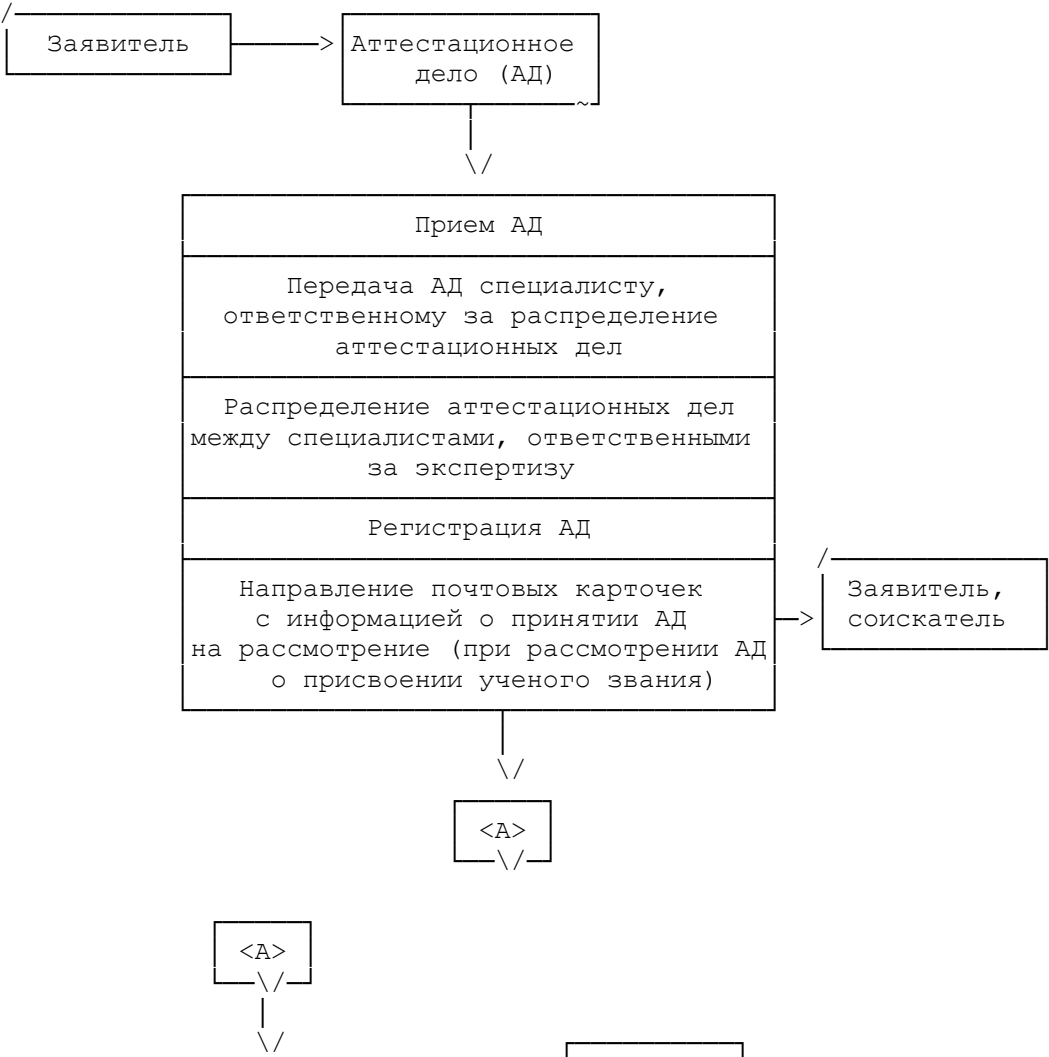 Заявитель
Аттестационное
дело (АД)
Прием АД
Передача АД специалисту,
ответственному за распределение
аттестационных дел
Распределение аттестационных дел
между специалистами, ответственными
за экспертизу
Регистрация АД
Направление почтовых карточек
с информацией о принятии АД
на рассмотрение (при рассмотрении АД
о присвоении ученого звания)
Заявитель,
соискатель
<А>
<А>